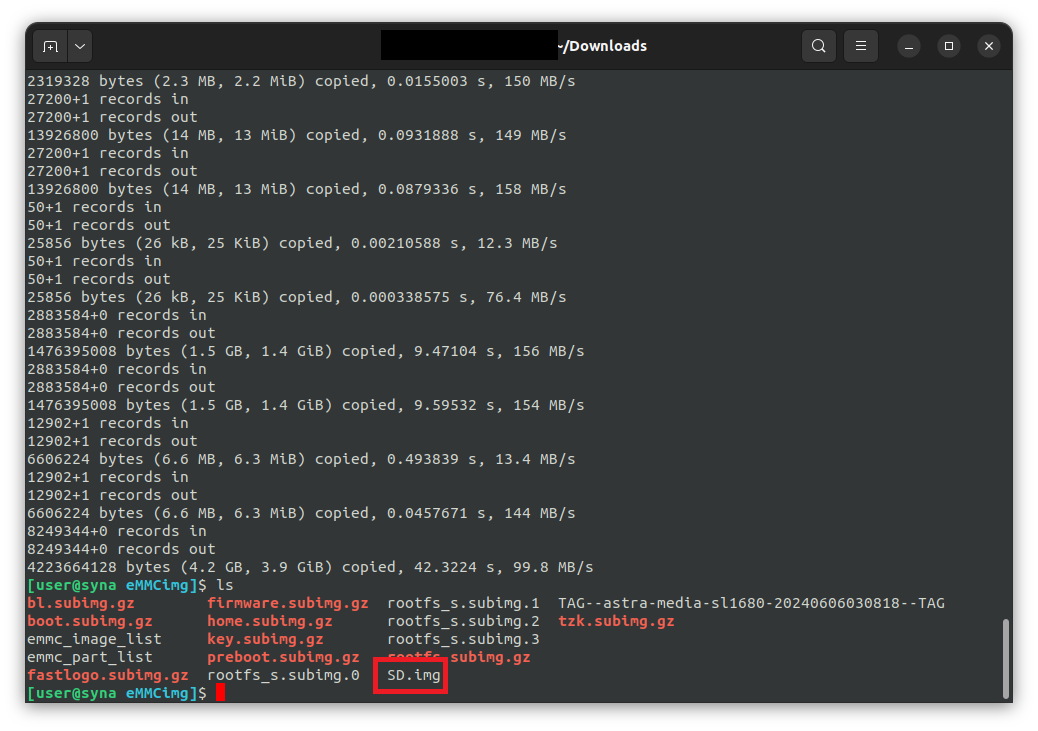 ~/Downloads
2319328 bytes (2.3 MB, 2.2 MiB) copied, 0.0155003 s, 150 MB/s
27200+1 records in
27200+1 records out
13926800 bytes (14 MB, 13 MiB) copied, 0.0931888 s, 149 MB/s
27200+1 records in
27200+1 records out
13926800 bytes (14 MB, 13 MiB) copied, 0.0879336 s, 158 MB/s
50+1 records in
50+1 records out
25856 bytes (26 kB, 25 KiB) copied, 0.00210588 s, 12.3 MB/s
50+1 records in
50+1 records out
25856 bytes (26 kB, 25 KiB) copied, 0.000338575 s, 76.4 MB/s
2883584+0 records in
2883584+0 records out
1476395008 bytes (1.5 GB, 1.4 GiB) copied, 9.47104 s, 156 MB/s
2883584+0 records in
2883584+0 records out
1476395008 bytes (1.5 GB, 1.4 GiB) copied, 9.59532 s, 154 MB/s
12902+1 records in
12902+1 records out
6606224 bytes (6.6 MB, 6.3 MiB) copied, 0.493839 s, 13.4 MB/s
12902+1 records in
12902+1 records out
6606224 bytes (6.6 MB, 6.3 MiB) copied, 0.0457671 s, 144 MB/s
8249344+0 records in
8249344+0 records out
4223664128 bytes (4.2 GB, 3.9 GiB) copied, 42.3224 s, 99.8 MB/s
[user@syna eMMCimg]$ ls
bl.subimg.gz firmware.subimg.gz rootfs_s.subimg.1 TAG--astra-media-sl1680-20240606030818--TAG
boot.subimg.gz home.subimg.gz rootfs_s.subimg.2 tzk.subimg.gz
emmc_image_list key.subimg.gz rootfs_s.subimg.3
emmc_part_list preboot.subimg.gz rootfs_subimg.gz
fastlogo.subimg.gz rootfs_s.subimg.0 SD.img
[user@syna eMMCimg]$